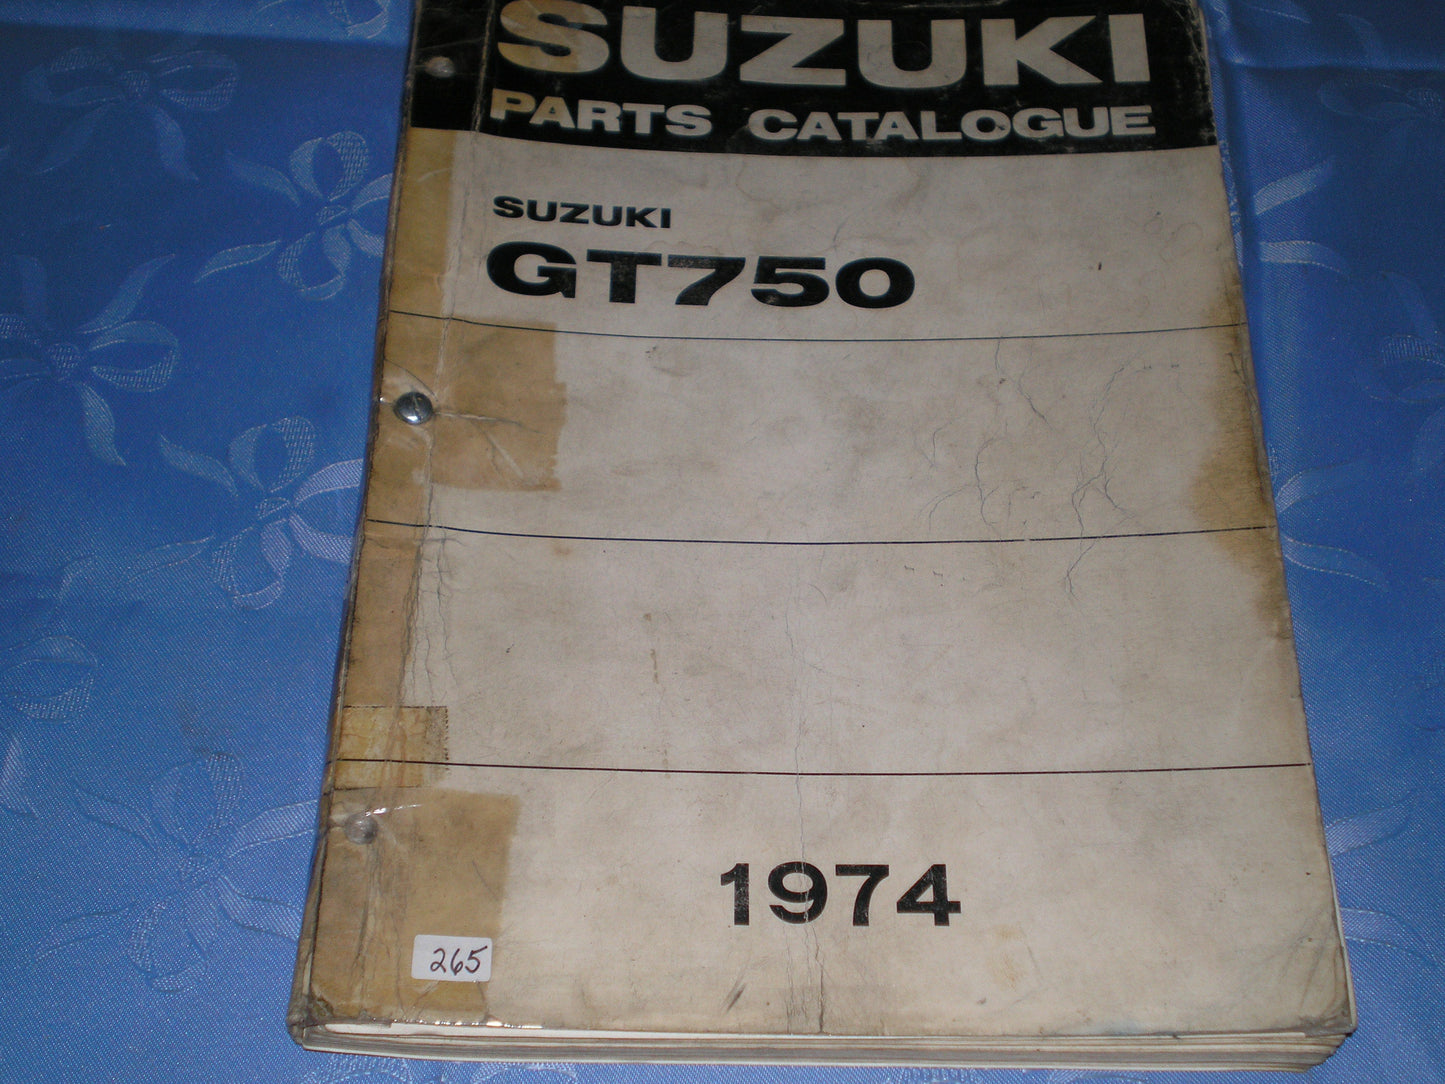 SUZUKI
PARTS CATALOGUE
SUZUKI
GT750
1974
265